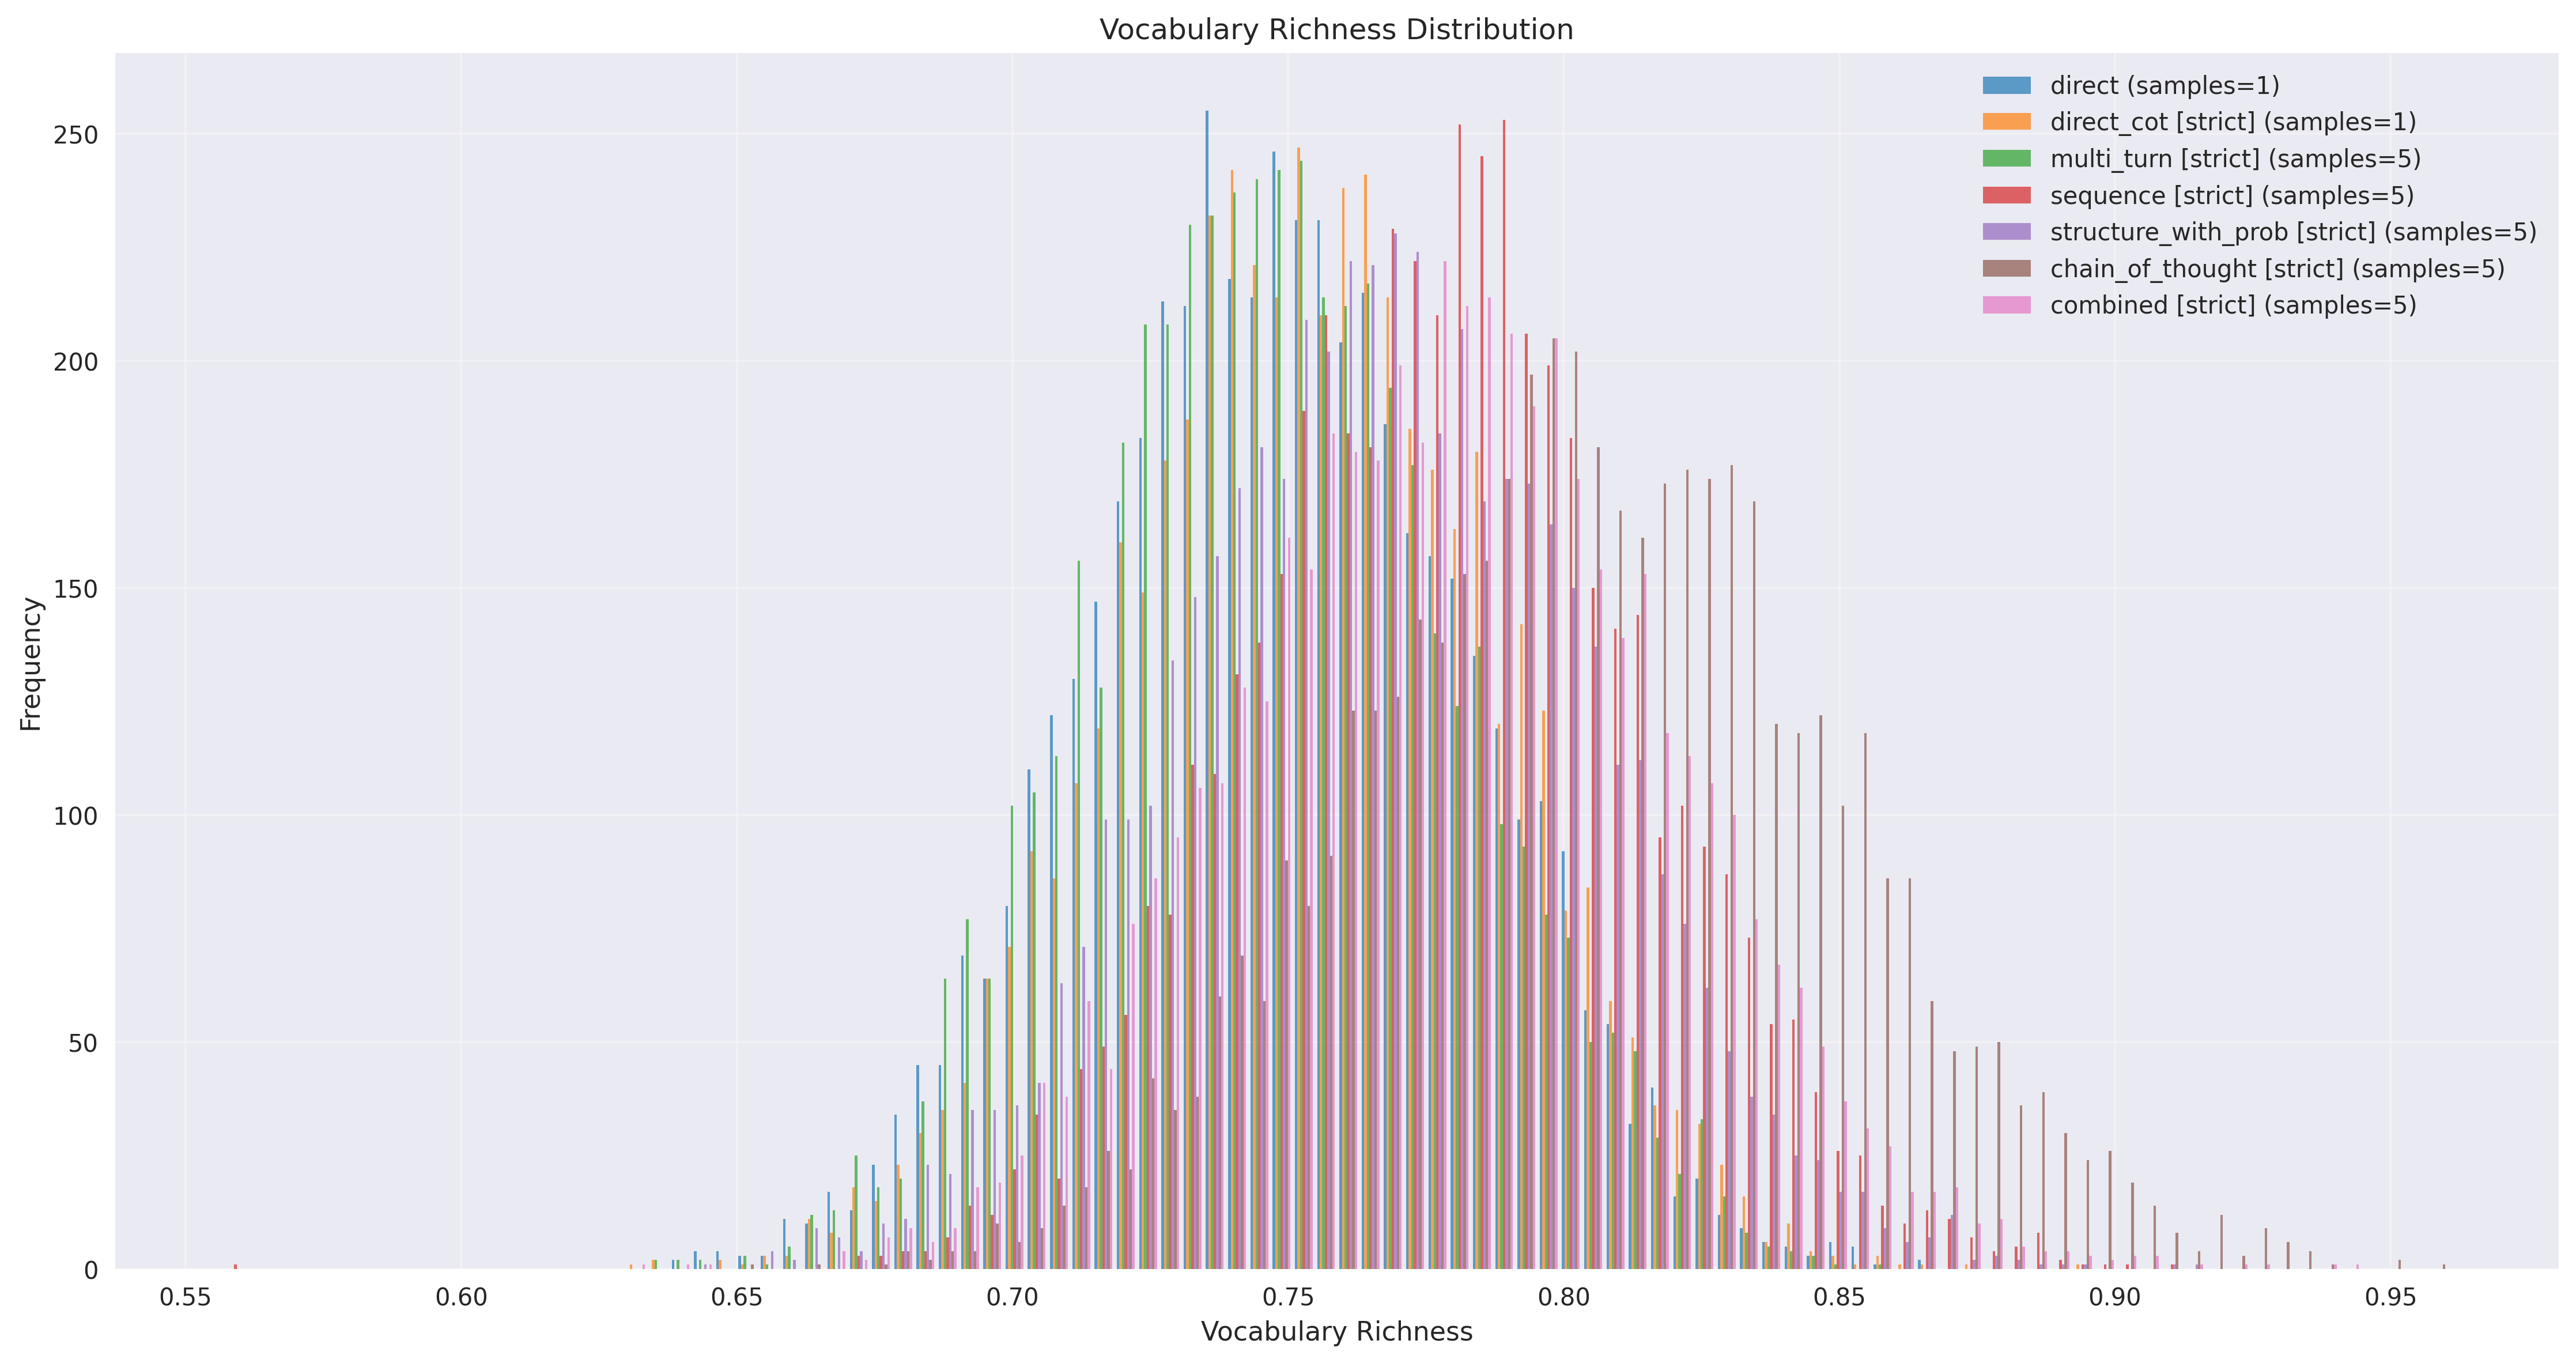 Vocabulary Richness Distribution
direct (samples=1)
direct_cot [strict] (samples=1)
multi_turn [strict] (samples=5)
sequence [strict] (samples=5)
structure_with_prob [strict] (samples=5)
chain_of_thought [strict] (samples=5)
combined [strict] (samples=5)
250
200
150
100
50
0
Frequency
0.55 0.60 0.65 0.70 0.75 0.80 0.85 0.90 0.95
Vocabulary Richness